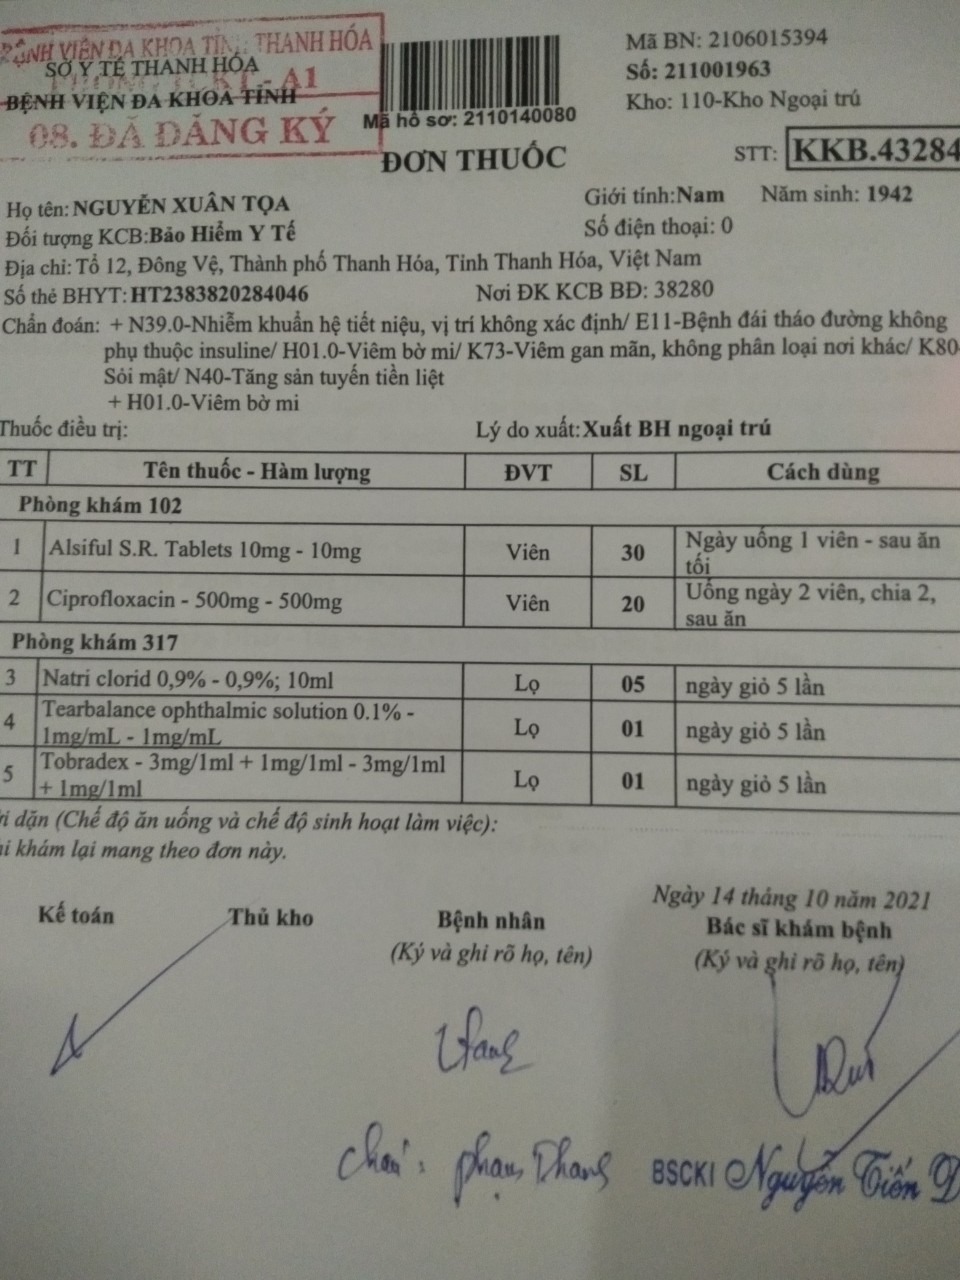 BỆNH VIỆN ĐA KHOA TỈNH THANH HÓA
SỞ Y TẾ THANH HÓA
A1
BỆNH VIỆN ĐA KHOA TỈNH
08. ĐÃ ĐĂNG KÝ
Mã hồ sơ: 2110140080
Mã BN: 2106015394
Số: 211001963
Kho: 110-Kho Ngoại trú
ĐƠN THUỐC
STT: KKB.43284
Họ tên: NGUYỄN XUÂN TỌA Giới tính: Nam Năm sinh: 1942
Đối tượng KCB: Bảo Hiểm Y Tế Số điện thoại: 0
Địa chỉ: Tổ 12, Đông Vệ, Thành phố Thanh Hóa, Tỉnh Thanh Hóa, Việt Nam
Số thẻ BHYT: HT2383820284046 Nơi ĐK KCB BĐ: 38280
Chẩn đoán: + N39.0-Nhiễm khuẩn hệ tiết niệu, vị trí không xác định/ E11-Bệnh đái tháo đường không
phụ thuộc insuline/ H01.0-Viêm bờ mi/ K73-Viêm gan mãn, không phân loại nơi khác/ K80-
Sỏi mật/ N40-Tăng sản tuyến tiền liệt
+ H01.0-Viêm bờ mi
Thuốc điều trị: Lý do xuất: Xuất BH ngoại trú
TT Tên thuốc - Hàm lượng ĐVT SL Cách dùng
Phòng khám 102
1 Alsiful S.R. Tablets 10mg - 10mg Viên 30 Ngày uống 1 viên - sau ăn
tối
2 Ciprofloxacin - 500mg - 500mg Viên 20 Uống ngày 2 viên, chia 2,
sau ăn
Phòng khám 317
3 Natri clorid 0,9% - 0,9%; 10ml Lọ 05 ngày giỏ 5 lần
4 Tearbalance ophthalmic solution 0.1% -
1mg/mL - 1mg/mL Lọ 01 ngày giỏ 5 lần
5 Tobradex - 3mg/1ml + 1mg/1ml - 3mg/1ml
+ 1mg/1ml Lọ 01 ngày giỏ 5 lần
dặn (Chế độ ăn uống và chế độ sinh hoạt làm việc):
khám lại mang theo đơn này.
Ngày 14 tháng 10 năm 2021
Kế toán Thủ kho Bệnh nhân Bác sĩ khám bệnh
(Ký và ghi rõ họ, tên) (Ký và ghi rõ họ, tên)
BSCKI Nguyễn Tiến